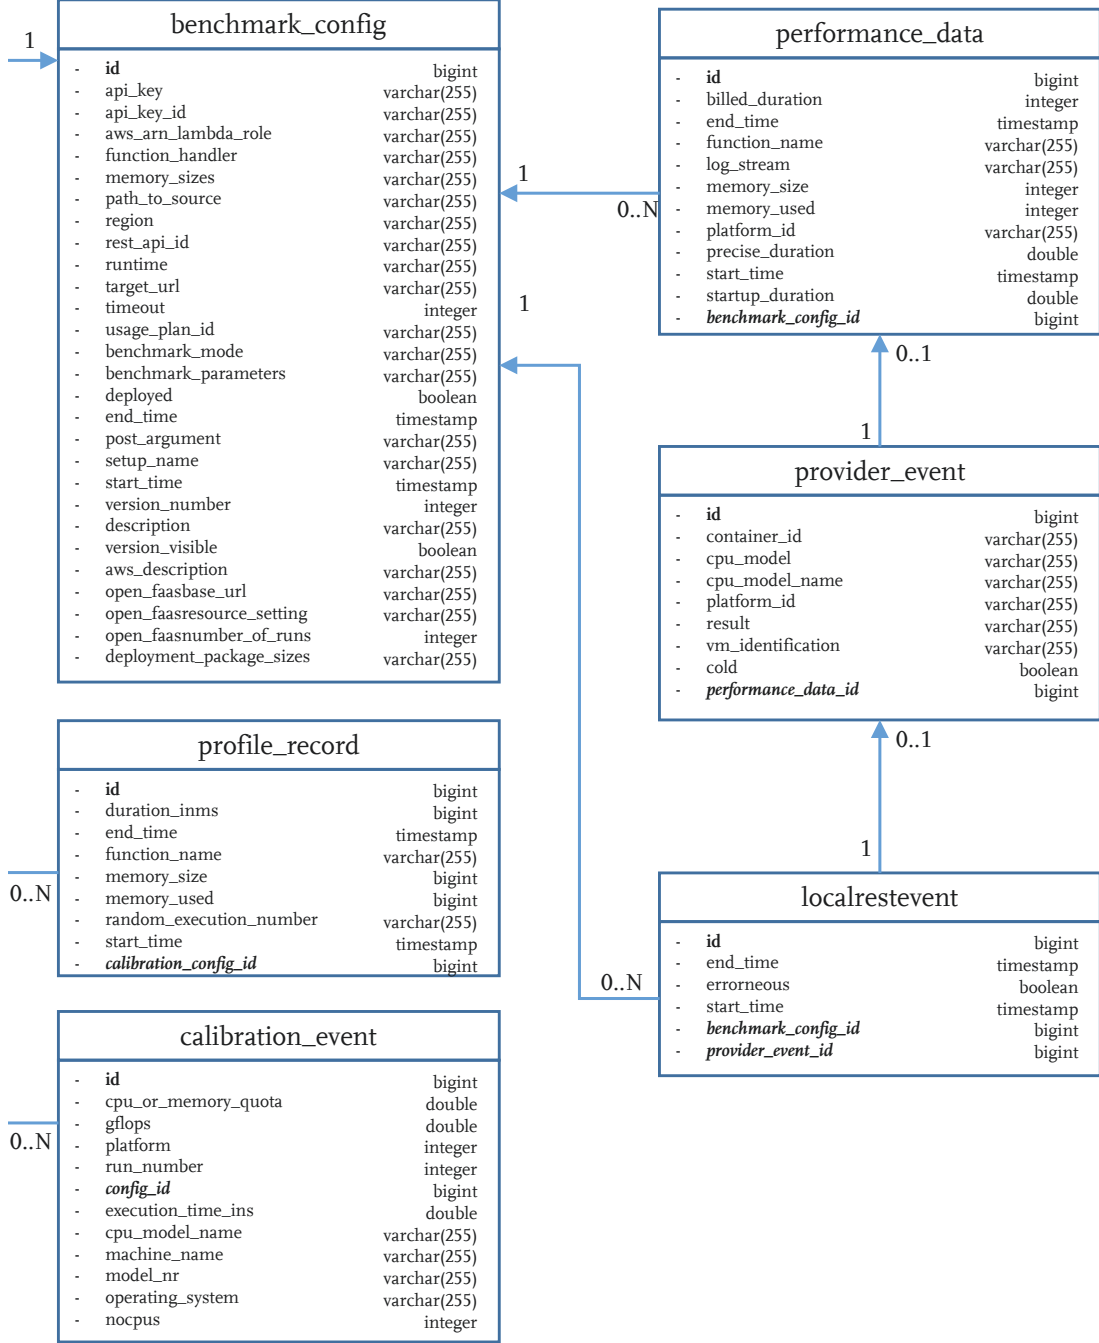 1
benchmark_config
- id bigint
- api_key varchar(255)
- api_key_id varchar(255)
- aws_arn_lambda_role varchar(255)
- function_handler varchar(255)
- memory_sizes varchar(255)
- path_to_source varchar(255)
- region varchar(255)
- rest_api_id varchar(255)
- runtime varchar(255)
- target_url varchar(255)
- timeout integer
- usage_plan_id varchar(255)
- benchmark_mode varchar(255)
- benchmark_parameters varchar(255)
- deployed boolean
- end_time timestamp
- post_argument varchar(255)
- setup_name varchar(255)
- start_time timestamp
- version_number integer
- description varchar(255)
- version_visible boolean
- aws_description varchar(255)
- open_faasbase_url varchar(255)
- open_faasresource_setting varchar(255)
- open_faasnumber_of_runs integer
- deployment_package_sizes varchar(255)
1
0..N
1
performance_data
- id bigint
- billed_duration integer
- end_time timestamp
- function_name varchar(255)
- log_stream varchar(255)
- memory_size integer
- memory_used integer
- platform_id varchar(255)
- precise_duration double
- start_time timestamp
- startup_duration double
- benchmark_config_id bigint
0..1
1
provider_event
- id bigint
- container_id varchar(255)
- cpu_model varchar(255)
- cpu_model_name varchar(255)
- platform_id varchar(255)
- result varchar(255)
- vm_identification varchar(255)
- cold boolean
- performance_data_id bigint
0..1
1
profile_record
- id bigint
- duration_inms bigint
- end_time timestamp
- function_name varchar(255)
- memory_size bigint
- memory_used bigint
- random_execution_number varchar(255)
- start_time timestamp
- calibration_config_id bigint
0..N
localrestevent
- id bigint
- end_time timestamp
- errorneous boolean
- start_time timestamp
- benchmark_config_id bigint
- provider_event_id bigint
0..N
calibration_event
- id bigint
- cpu_or_memory_quota double
- gflops double
- platform integer
- run_number integer
- config_id bigint
- execution_time_ins double
- cpu_model_name varchar(255)
- machine_name varchar(255)
- model_nr varchar(255)
- operating_system varchar(255)
- nocpus integer
0..N